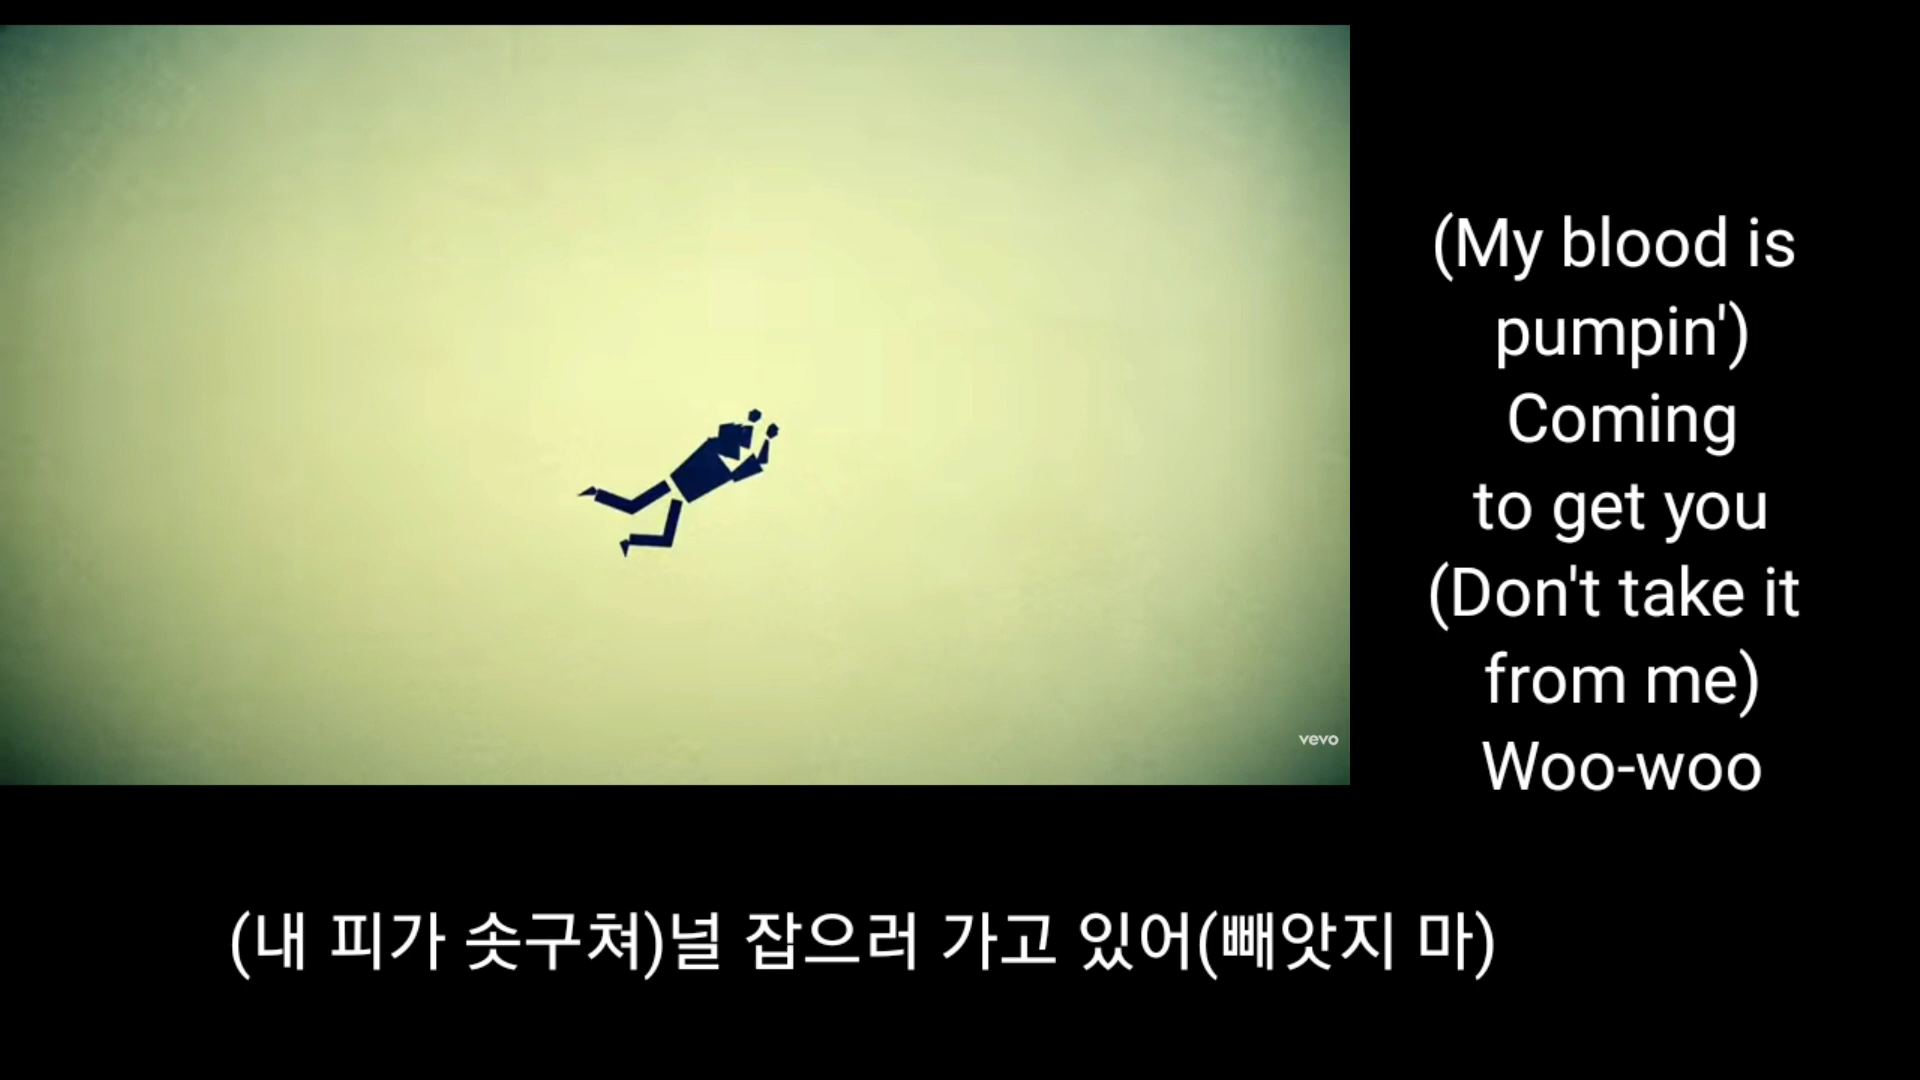 (My blood is
pumpin')
Coming
to get you
(Don't take it
from me)
Woo-woo
vevo
(내 피가 솟구쳐)널 잡으러 가고 있어(빼앗지 마)